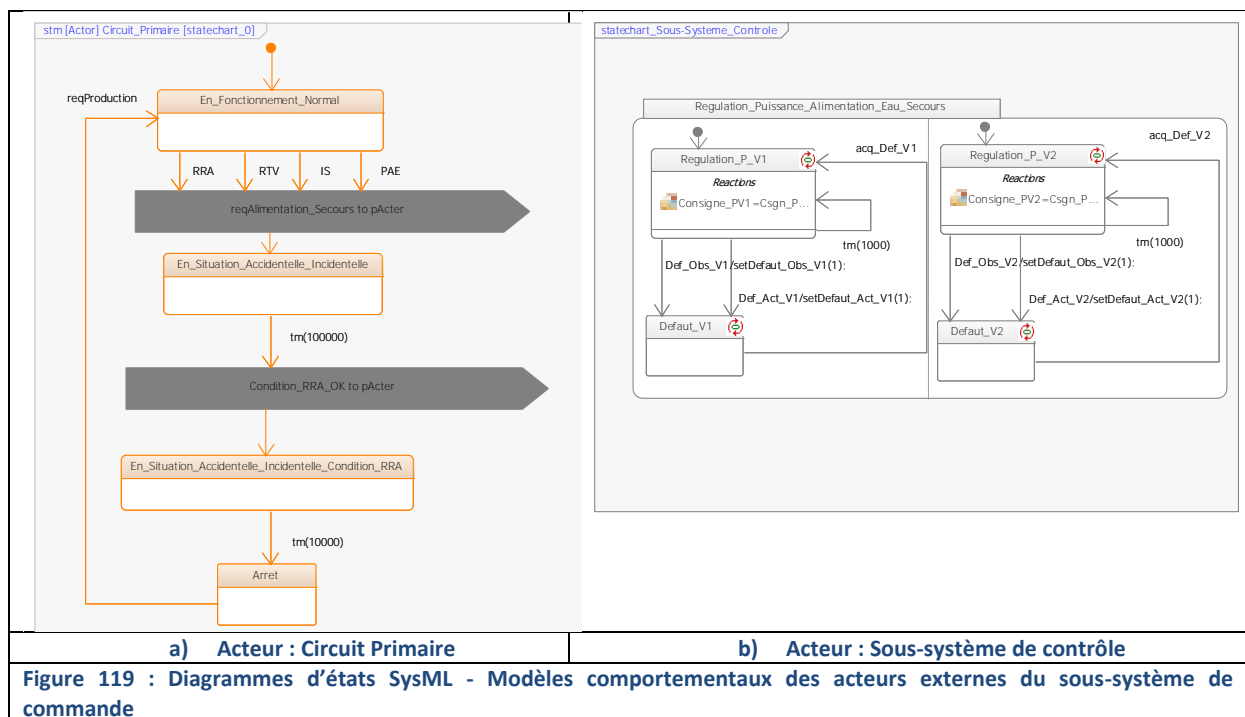 stm [Actor] Circuit_Primaire [statechart_0]
reqProduction
En_Fonctionnement_Normal
RRA RTV IS PAE
reqAlimentation_Secours to pActer
En_Situation_Accidentelle_Incidentelle
tm(100000)
Condition_RRA_OK to pActer
En_Situation_Accidentelle_Incidentelle_Condition_RRA
tm(10000)
Arret
statechart_Sous-Systeme_Controle
Regulation_Puissance_Alimentation_Eau_Secours
Regulation_P_V1
Reactions
Consigne_PV1=Csgn_P...
acq_Def_V1
tm(1000)
Def_Obs_V1/setDefaut_Obs_V1(1):
Def_Act_V1/setDefaut_Act_V1(1):
Defaut_V1
Regulation_P_V2
Reactions
Consigne_PV2=Csgn_P...
acq_Def_V2
tm(1000)
Def_Obs_V2/setDefaut_Obs_V2(1):
Def_Act_V2/setDefaut_Act_V2(1):
Defaut_V2
a) Acteur : Circuit Primaire
b) Acteur : Sous-système de contrôle
Figure 119 : Diagrammes d'états SysML - Modèles comportementaux des acteurs externes du sous-système de
commande